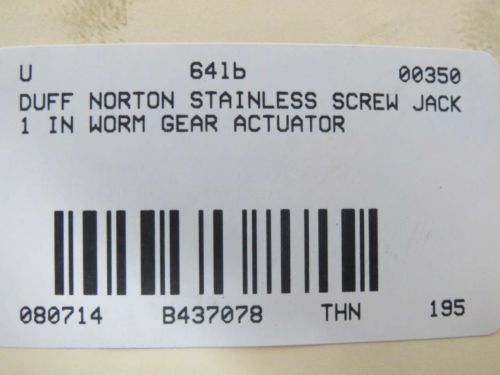 U 641b 00350
DUFF NORTON STAINLESS SCREW JACK
1 IN WORM GEAR ACTUATOR
080714 B437078 THN 195